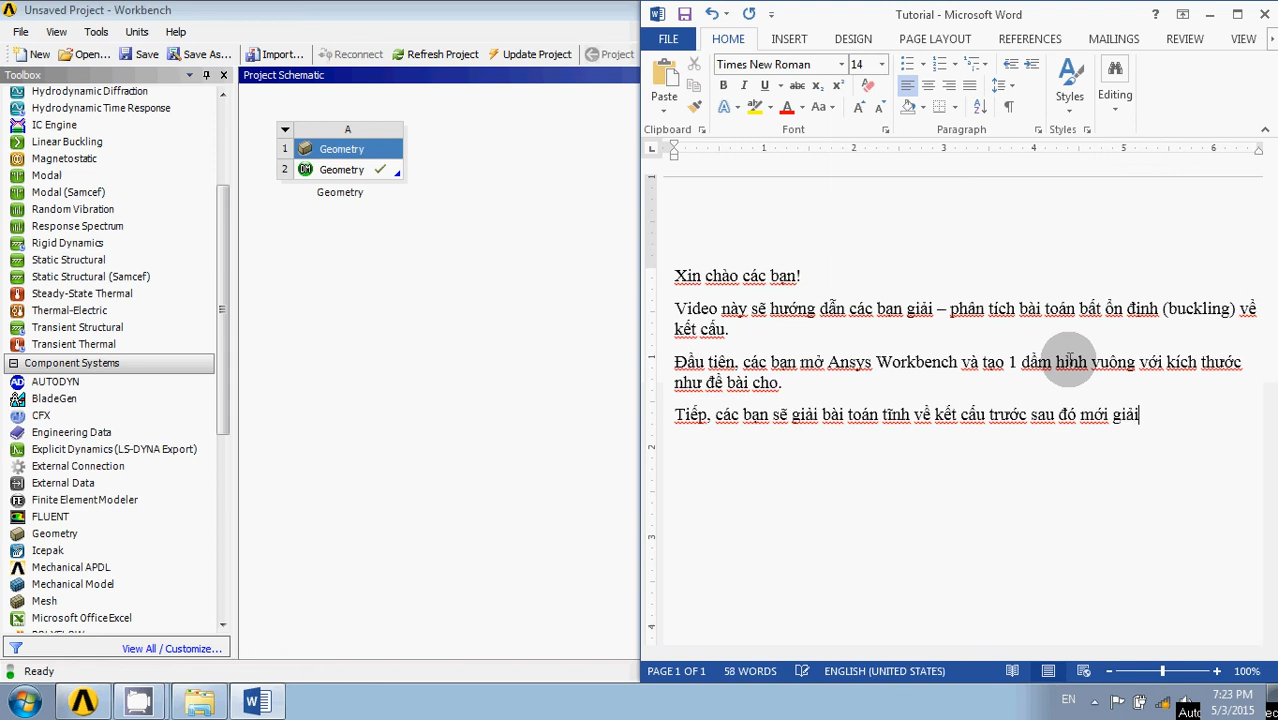 Unsaved Project - Workbench
File View Tools Units Help
New Open... Save Save As... Import... Reconnect Refresh Project Update Project Project
Toolbox
Hydrodynamic Diffraction
Hydrodynamic Time Response
IC Engine
Linear Buckling
Magnetostatic
Modal
Modal (Samcef)
Random Vibration
Response Spectrum
Rigid Dynamics
Static Structural
Static Structural (Samcef)
Steady-State Thermal
Thermal-Electric
Transient Structural
Transient Thermal
Component Systems
AUTODYN
BladeGen
CFX
Engineering Data
Explicit Dynamics (LS-DYNA Export)
External Connection
External Data
Finite Element Modeler
FLUENT
Geometry
Icepak
Mechanical APDL
Mechanical Model
Mesh
Microsoft Office Excel
View All / Customize...
Ready
Project Schematic
A
1 Geometry
2 Geometry
Geometry
Tutorial - Microsoft Word
FILE HOME INSERT DESIGN PAGE LAYOUT REFERENCES MAILINGS REVIEW VIEW
Times New Roman 14
Paste
Styles
Editing
Clipboard Font Paragraph Styles
1 2 3 4 5 6
Xin chào các bạn!
Video này sẽ hướng dẫn các bạn giải – phân tích bài toán bất ổn định (buckling) về
kết cấu.
Đầu tiên, các bạn mở Ansys Workbench và tạo 1 dầm hình vuông với kích thước
như đề bài cho.
Tiếp, các bạn sẽ giải bài toán tĩnh về kết cấu trước sau đó mới giải
PAGE 1 OF 1 58 WORDS ENGLISH (UNITED STATES) 100%
EN
7:23 PM
5/3/2015